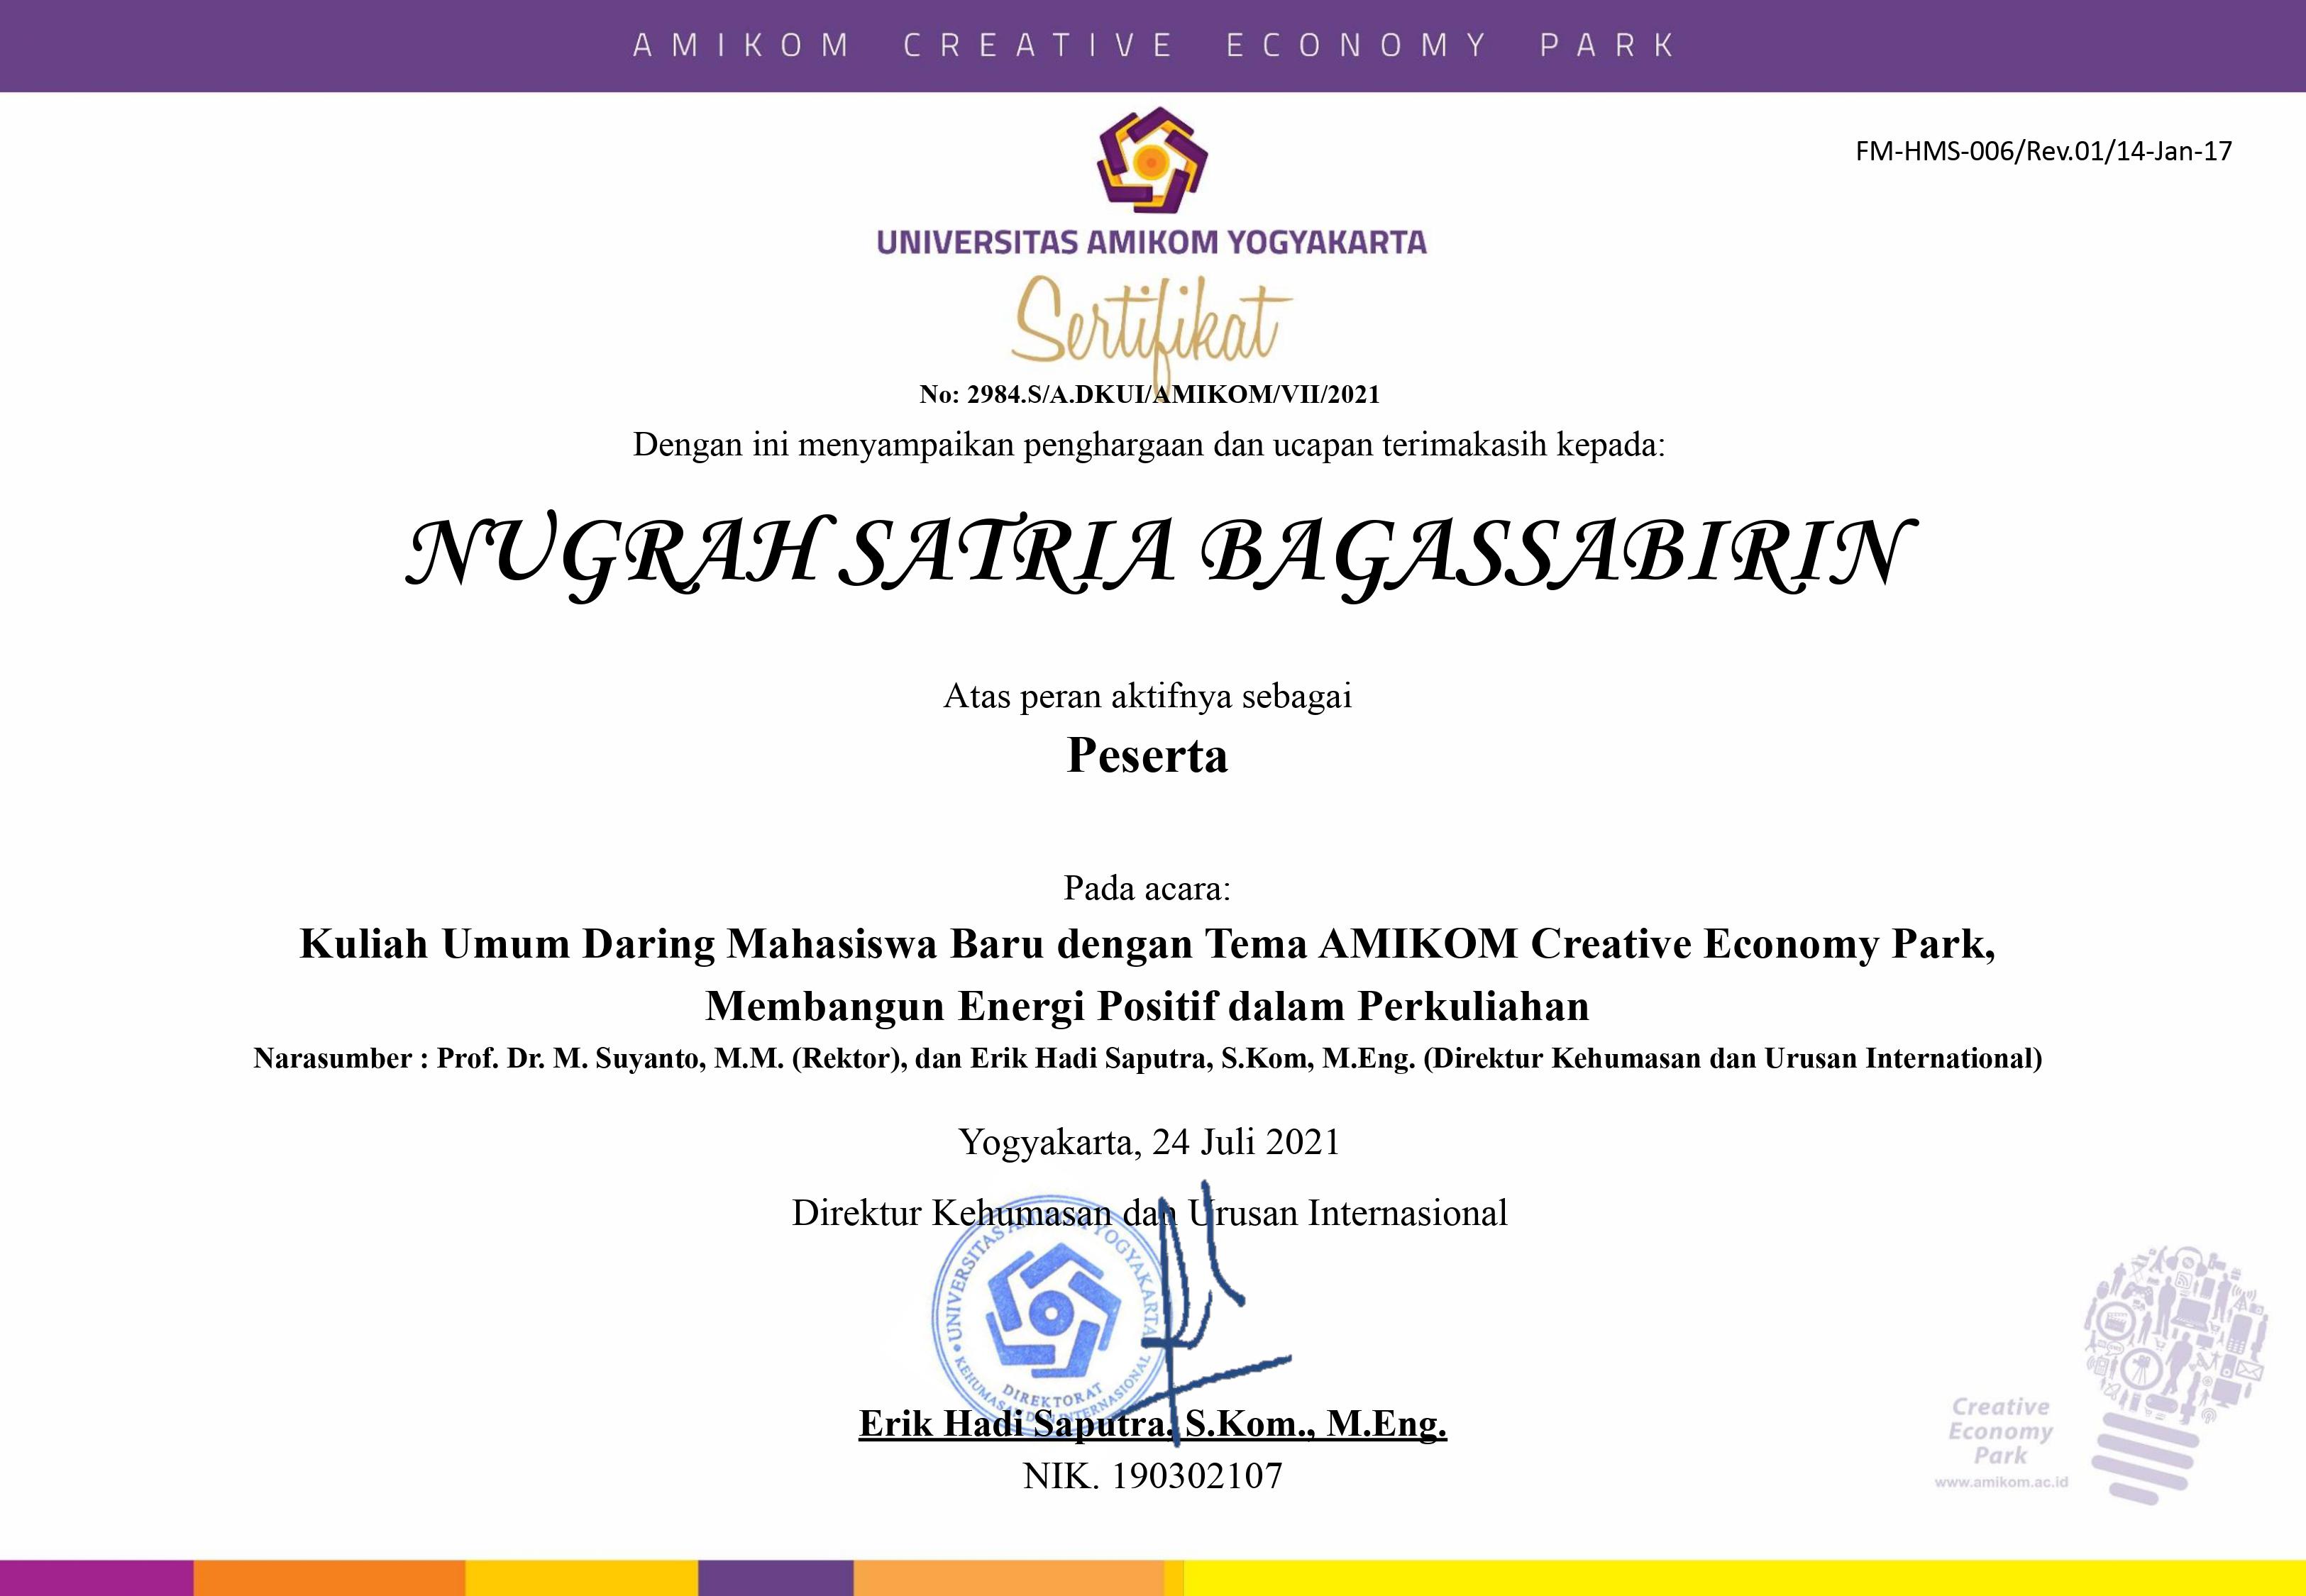 AMIKOM CREATIVE ECONOMY PARK
FM-HMS-006/Rev.01/14-Jan-17
UNIVERSITAS AMIKOM YOGYAKARTA
Sertifikat
No: 2984.S/A.DKUI/AMIKOM/VII/2021
Dengan ini menyampaikan penghargaan dan ucapan terimakasih kepada:
NUGRAH SATRIA BAGASSABIRIN
Atas peran aktifnya sebagai
Peserta
Pada acara:
Kuliah Umum Daring Mahasiswa Baru dengan Tema AMIKOM Creative Economy Park,
Membangun Energi Positif dalam Perkuliahan
Narasumber : Prof. Dr. M. Suyanto, M.M. (Rektor), dan Erik Hadi Saputra, S.Kom, M.Eng. (Direktur Kehumasan dan Urusan International)
Yogyakarta, 24 Juli 2021
Direktur Kehumasan dan Urusan Internasional
UNIVERSITAS AMIKOM YOGYAKARTA
DIREKTORAT
KEHUMASAN DAN INTERNASIONAL
Erik Hadi Saputra, S.Kom., M.Eng.
NIK. 190302107
Creative
Economy
Park
www.amikom.ac.id